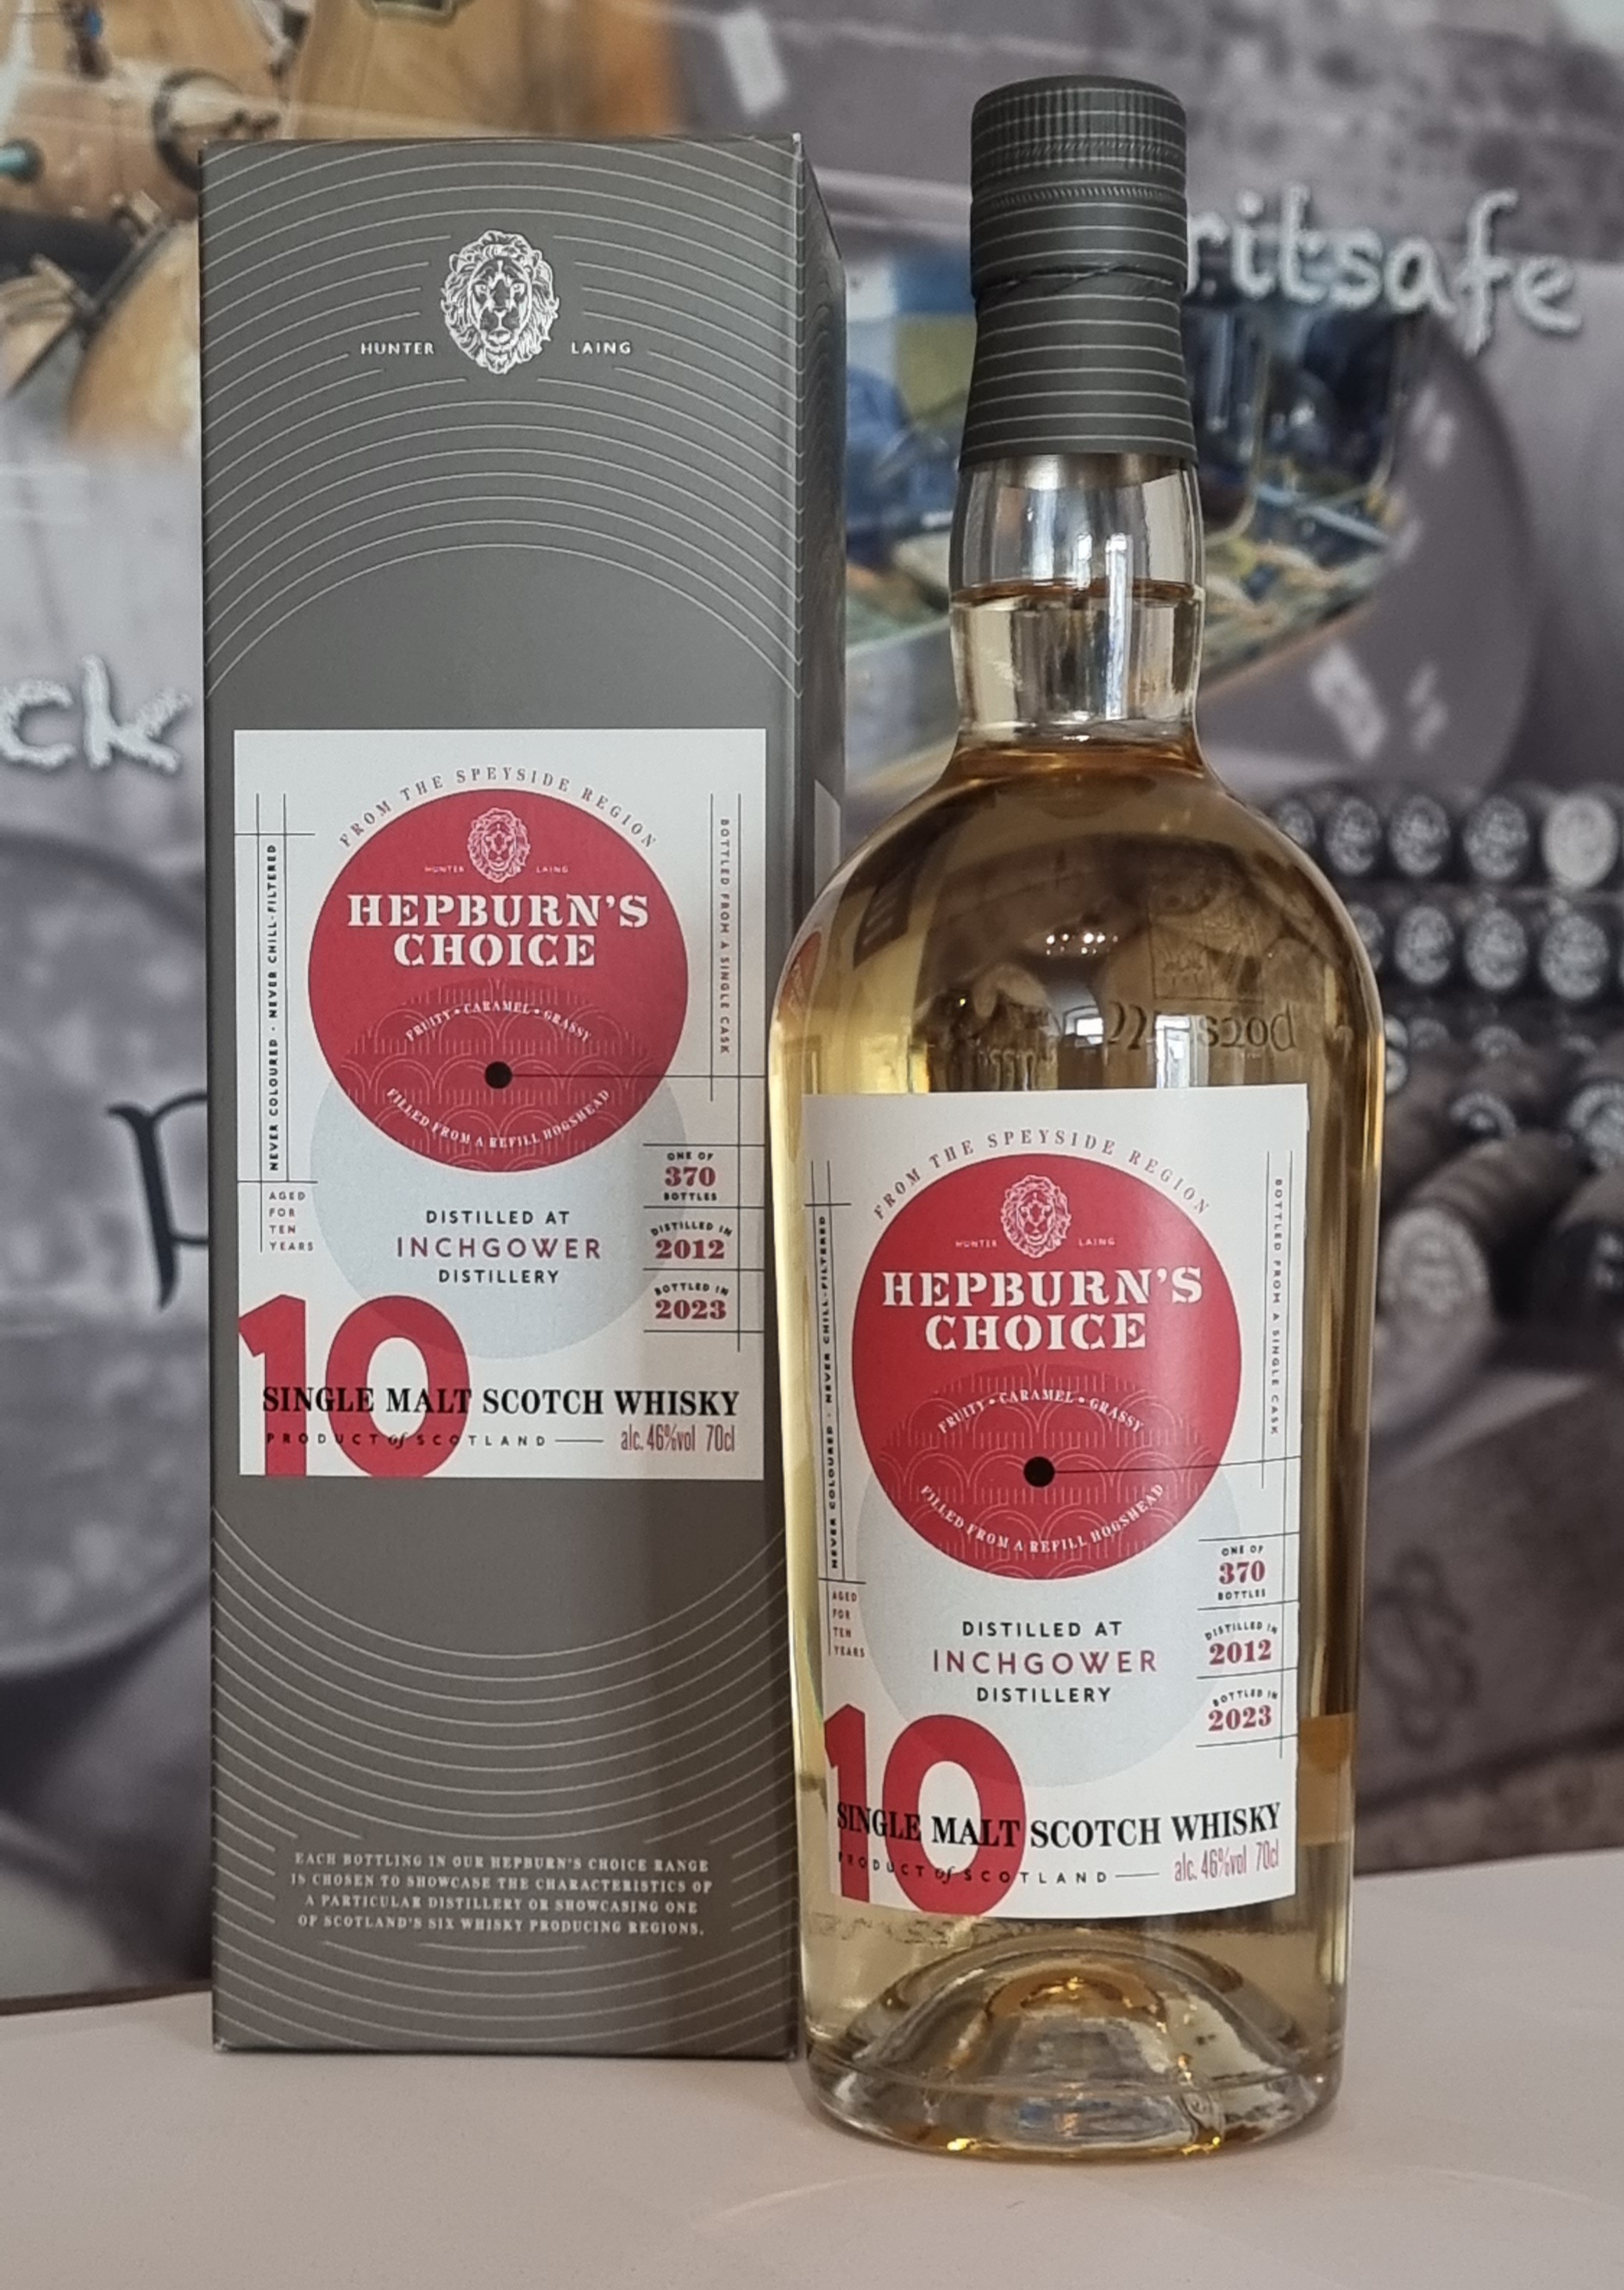 ritsafe
ck
p
HUNTER LAING
FROM THE SPEYSIDE REGION
HUNTER LAING
HEPBURN'S
CHOICE
FRUITY • CARAMEL • GRASSY
FILLED FROM A REFILL HOGSHEAD
NEVER COLOURED · NEVER CHILL-FILTERED
BOTTLED FROM A SINGLE CASK
AGED
FOR
TEN
YEARS
DISTILLED AT
INCHGOWER
DISTILLERY
ONE OF
370
BOTTLES
DISTILLED IN
2012
BOTTLED IN
2023
10
SINGLE MALT SCOTCH WHISKY
PRODUCT of SCOTLAND
alc. 46%vol 70cl
EACH BOTTLING IN OUR HEPBURN'S CHOICE RANGE
IS CHOSEN TO SHOWCASE THE CHARACTERISTICS OF
A PARTICULAR DISTILLERY OR SHOWCASING ONE
OF SCOTLAND'S SIX WHISKY PRODUCING REGIONS.
FROM THE SPEYSIDE REGION
HUNTER LAING
HEPBURN'S
CHOICE
FRUITY • CARAMEL • GRASSY
FILLED FROM A REFILL HOGSHEAD
NEVER COLOURED · NEVER CHILL-FILTERED
BOTTLED FROM A SINGLE CASK
AGED
FOR
TEN
YEARS
DISTILLED AT
INCHGOWER
DISTILLERY
ONE OF
370
BOTTLES
DISTILLED IN
2012
BOTTLED IN
2023
10
SINGLE MALT SCOTCH WHISKY
PRODUCT of SCOTLAND
alc. 46%vol 70cl